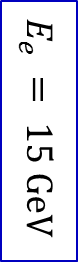 E_e = 15 GeV